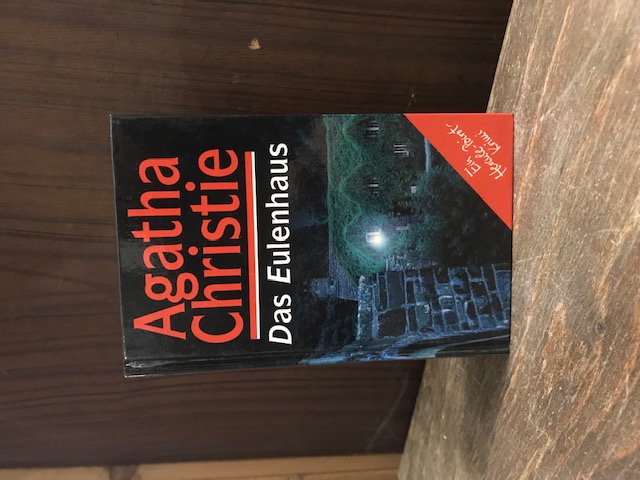 Agatha
Christie
Das Eulenhaus
Ein
Hercule-Poirot-
Krimi